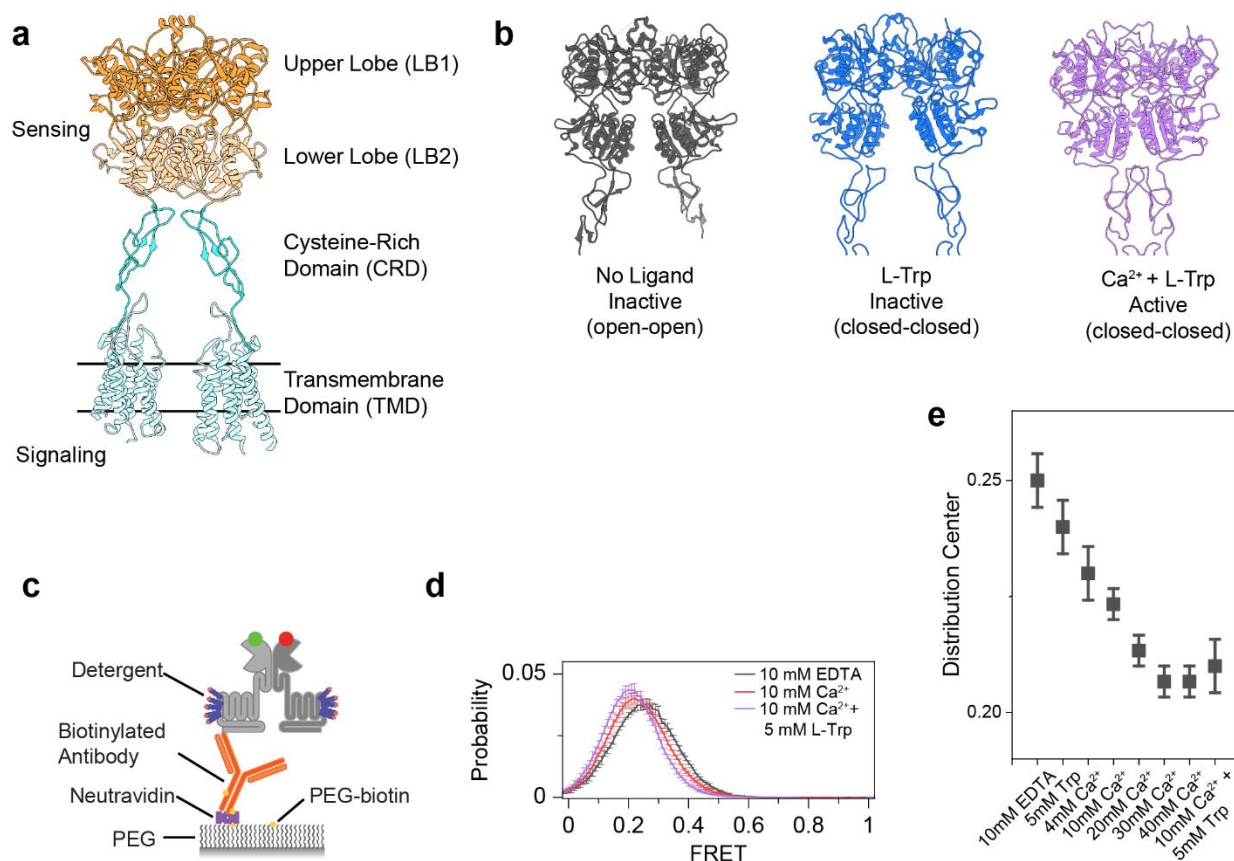 a
Sensing
Upper Lobe (LB1)
Lower Lobe (LB2)
Cysteine-Rich
Domain (CRD)
Transmembrane
Domain (TMD)
Signaling
b
No Ligand
Inactive
(open-open)
L-Trp
Inactive
(closed-closed)
Ca²⁺ + L-Trp
Active
(closed-closed)
c
Detergent
Biotinylated
Antibody
Neutravidin
PEG-biotin
PEG
d
Probability
0.05
0
10 mM EDTA
10 mM Ca²⁺
10 mM Ca²⁺+
5 mM L-Trp
0
0.2
0.4
0.6
0.8
1
FRET
e
Distribution Center
0.25
0.20
10mM EDTA
5mM Trp
4mM Ca²⁺
10mM Ca²⁺
20mM Ca²⁺
30mM Ca²⁺
40mM Ca²⁺
10mM Ca²⁺ +
5mM Trp